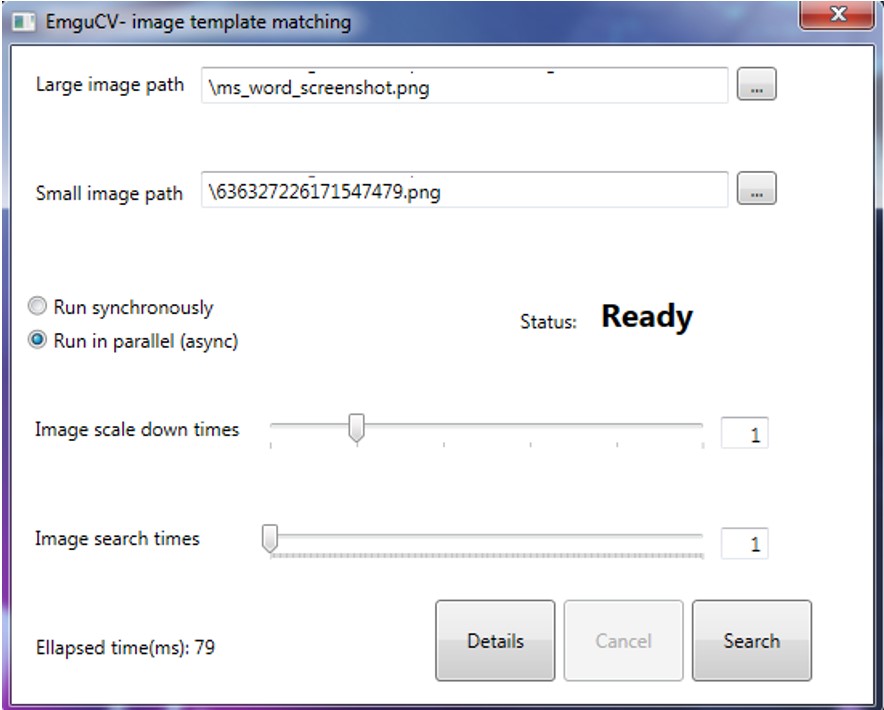 EmguCV- image template matching
Large image path
\ms_word_screenshot.png
...
Small image path
\636327226171547479.png
...
Run synchronously
Run in parallel (async)
Status: Ready
Image scale down times
1
Image search times
1
Ellapsed time(ms): 79
Details
Cancel
Search